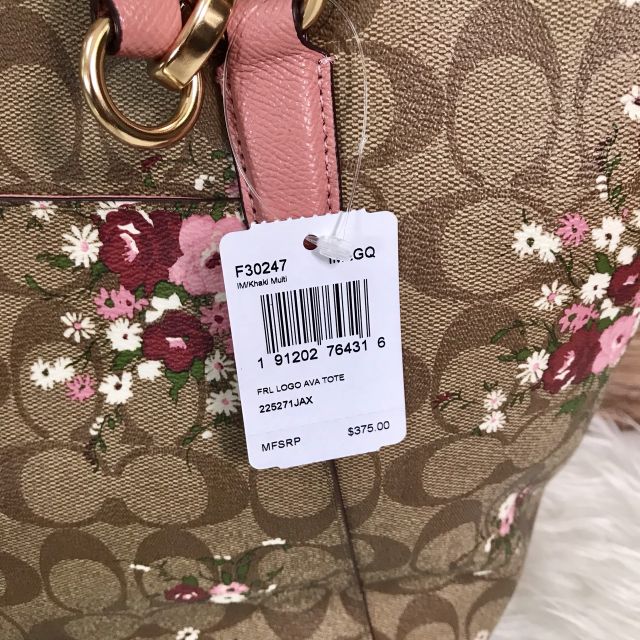 F30247
IM/Khaki Multi
1 91202 76431 6
FRL LOGO AVA TOTE
225271JAX
MFSRP $375.00